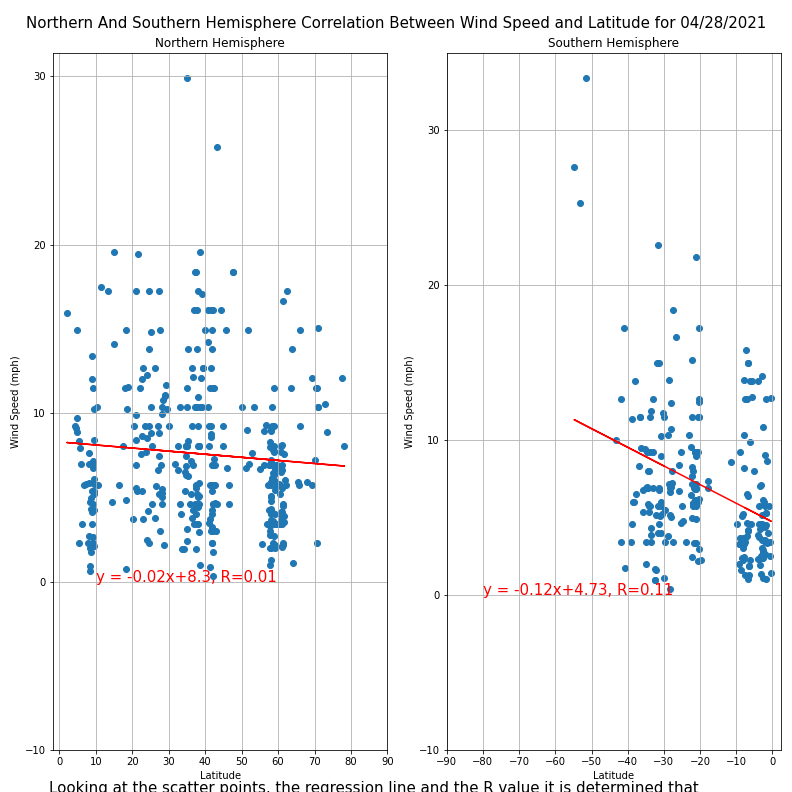 Northern And Southern Hemisphere Correlation Between Wind Speed and Latitude for 04/28/2021
Northern Hemisphere
Wind Speed (mph)
30
20
10
0
−10
y = -0.02x+8.3, R=0.01
0 10 20 30 40 50 60 70 80 90
Latitude
Southern Hemisphere
Wind Speed (mph)
30
20
10
0
−10
y = -0.12x+4.73, R=0.11
−90 −80 −70 −60 −50 −40 −30 −20 −10 0
Latitude
Looking at the scatter points, the regression line and the R value it is determined that